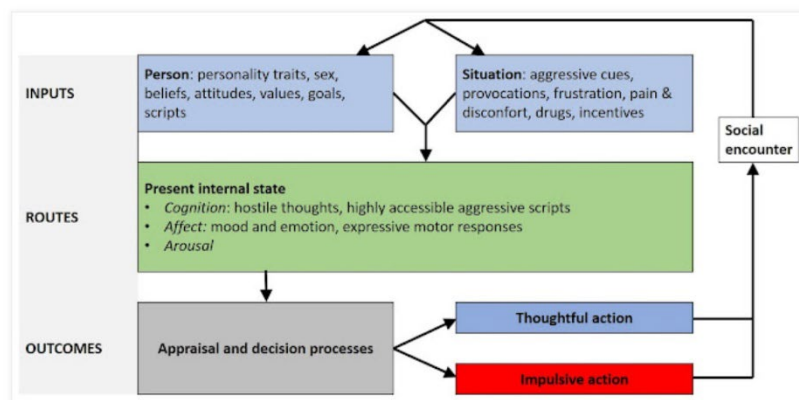 INPUTS
Person: personality traits, sex,
beliefs, attitudes, values, goals,
scripts
Situation: aggressive cues,
provocations, frustration, pain &
disconfort, drugs, incentives
Social
encounter
ROUTES
Present internal state
• Cognition: hostile thoughts, highly accessible aggressive scripts
• Affect: mood and emotion, expressive motor responses
• Arousal
OUTCOMES
Appraisal and decision processes
Thoughtful action
Impulsive action